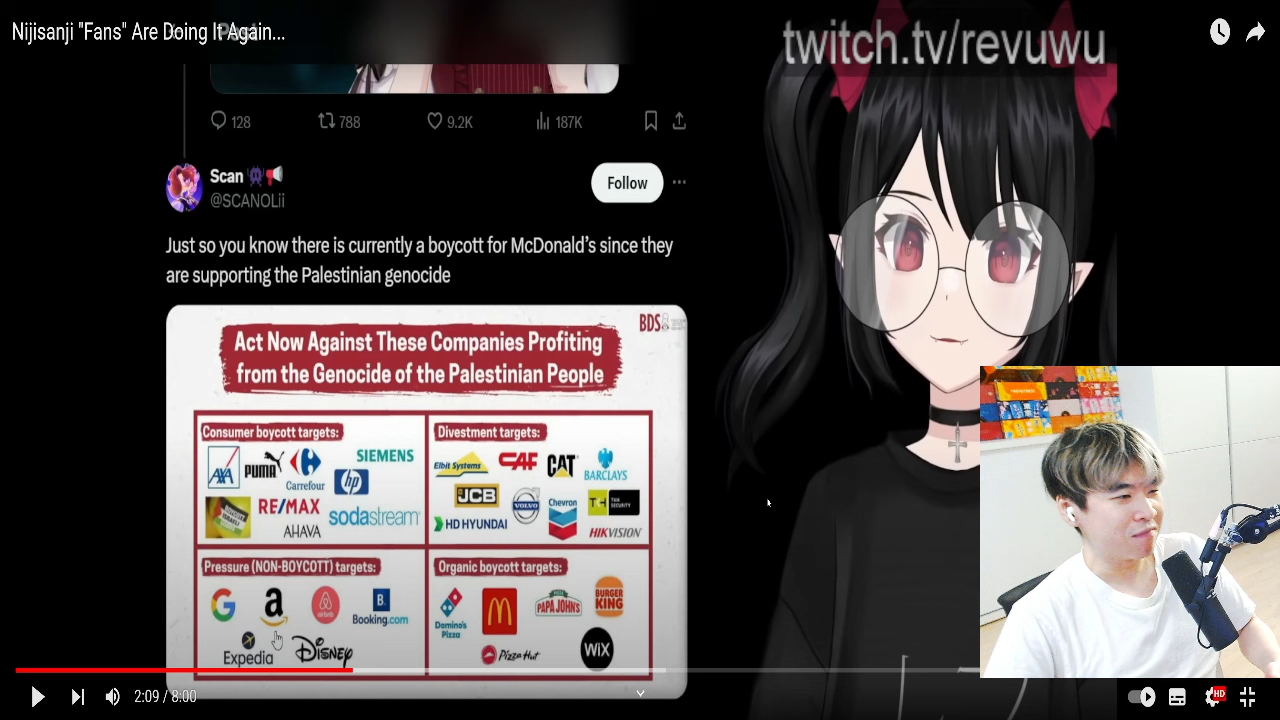 Nijisanji "Fans" Are Doing It Again...
twitch.tv/revuwu
128
788
9.2K
187K
Scan
@SCANOLii
Follow
Just so you know there is currently a boycott for McDonald's since they
are supporting the Palestinian genocide
BDS
Act Now Against These Companies Profiting
from the Genocide of the Palestinian People
Consumer boycott targets:
AXA
PUMA
Carrefour
hp
SIEMENS
RE/MAX
AHAVA
sodastream
Divestment targets:
Elbit Systems
CAF
CAT
BARCLAYS
JCB
VOLVO
Chevron
HD HYUNDAI
HIKVISION
Pressure (NON-BOYCOTT) targets:
G
a
airbnb
B.
Booking.com
Expedia
Disney
Organic boycott targets:
Domino's
Pizza
M
PAPA JOHN'S
BURGER
KING
Pizza Hut
WIX
2:09 / 8:00
HD